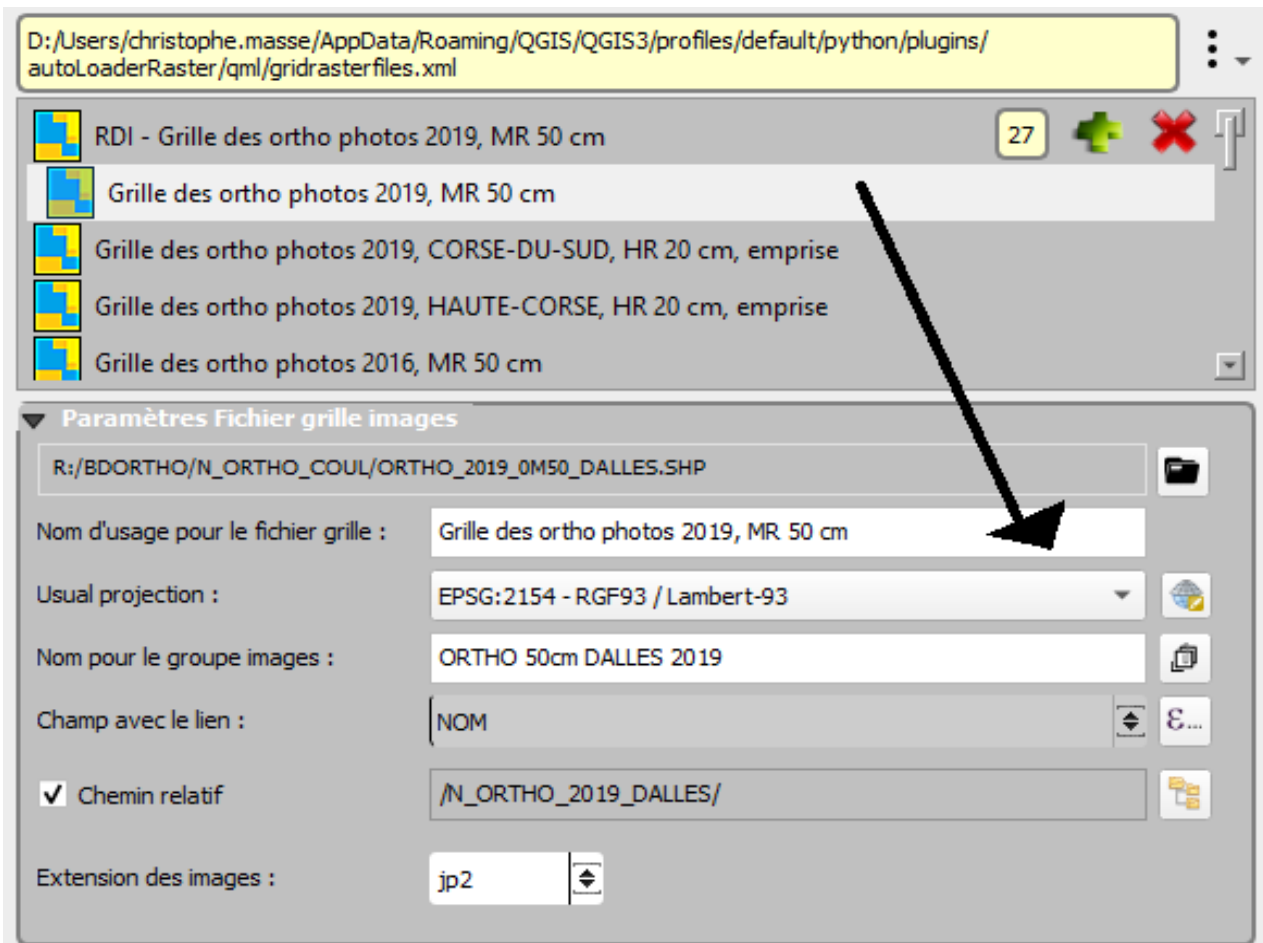 D:/Users/christophe.masse/AppData/Roaming/QGIS/QGIS3/profiles/default/python/plugins/
autoLoaderRaster/qml/gridrasterfiles.xml
RDI - Grille des ortho photos 2019, MR 50 cm 27
Grille des ortho photos 2019, MR 50 cm
Grille des ortho photos 2019, CORSE-DU-SUD, HR 20 cm, emprise
Grille des ortho photos 2019, HAUTE-CORSE, HR 20 cm, emprise
Grille des ortho photos 2016, MR 50 cm
Paramètres Fichier grille images
R:/BDORTHO/N_ORTHO_COUL/ORTHO_2019_0M50_DALLES.SHP
Nom d'usage pour le fichier grille : Grille des ortho photos 2019, MR 50 cm
Usual projection : EPSG:2154 - RGF93 / Lambert-93
Nom pour le groupe images : ORTHO 50cm DALLES 2019
Champ avec le lien : NOM ε...
Chemin relatif /N_ORTHO_2019_DALLES/
Extension des images : jp2